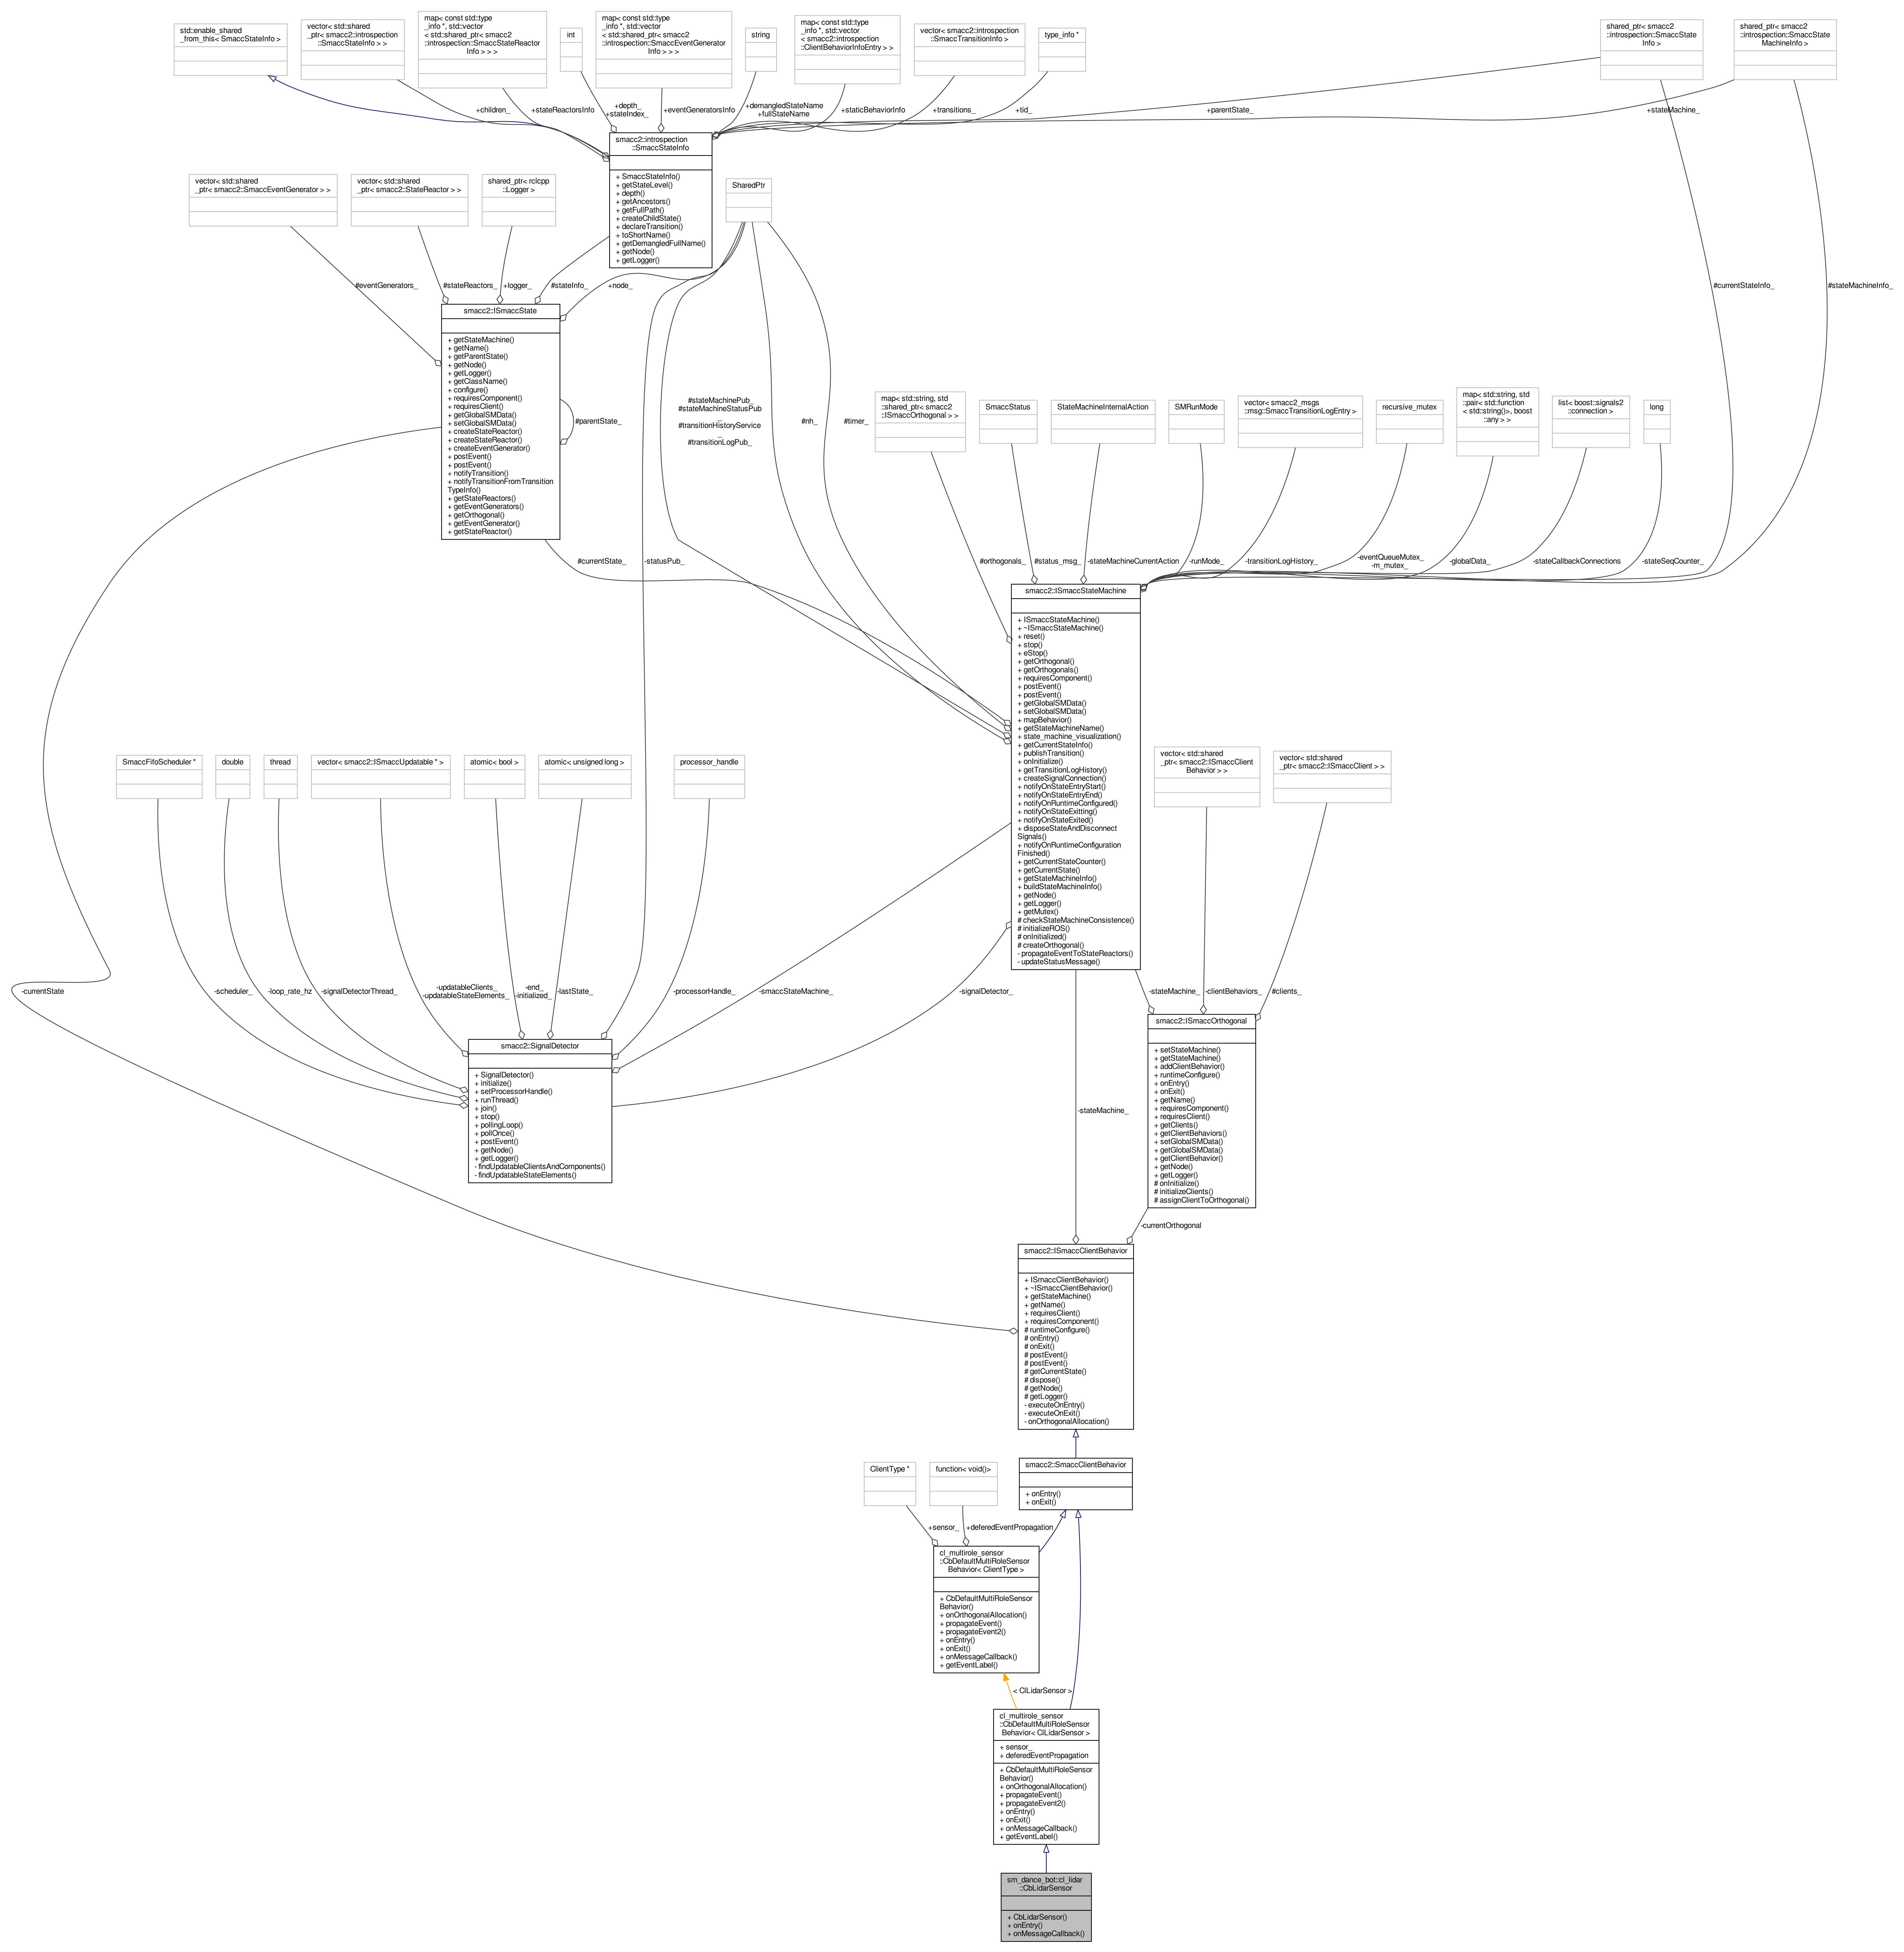 std::enable_shared
_from_this< SmaccStateInfo >
vector< std::shared
_ptr< smacc2::introspection
::SmaccStateInfo > >
map< const std::type
_info *, std::vector
< std::shared_ptr< smacc2
::introspection::SmaccStateReactor
Info > > >
int
map< const std::type
_info *, std::vector
< std::shared_ptr< smacc2
::introspection::SmaccEventGenerator
Info > > >
string
map< const std::type
_info *, std::vector
< smacc2::introspection
::ClientBehaviorInfoEntry > >
vector< smacc2::introspection
::SmaccTransitionInfo >
type_info *
shared_ptr< smacc2
::introspection::SmaccState
Info >
shared_ptr< smacc2
::introspection::SmaccState
MachineInfo >
+children_
+stateReactorsInfo
+depth_
+stateIndex_
+eventGeneratorsInfo
+demangledStateName
+fullStateName
+staticBehaviorInfo
+transitions_
+tid_
+parentState_
+stateMachine_
smacc2::introspection
::SmaccStateInfo
+ SmaccStateInfo()
+ getStateLevel()
+ depth()
+ getAncestors()
+ getFullPath()
+ createChildState()
+ declareTransition()
+ toShortName()
+ getDemangledFullName()
+ getNode()
+ getLogger()
vector< std::shared
_ptr< smacc2::SmaccEventGenerator > >
vector< std::shared
_ptr< smacc2::StateReactor > >
shared_ptr< rclcpp
::Logger >
SharedPtr
#eventGenerators_
#stateReactors_
+logger_
#stateInfo_
+node_
#currentStateInfo_
#stateMachineInfo_
smacc2::ISmaccState
+ getStateMachine()
+ getName()
+ getParentState()
+ getNode()
+ getLogger()
+ getClassName()
+ configure()
+ requiresComponent()
+ requiresClient()
+ getGlobalSMData()
+ setGlobalSMData()
+ createStateReactor()
+ createStateReactor()
+ createEventGenerator()
+ postEvent()
+ postEvent()
+ notifyTransition()
+ notifyTransitionFromTransition
TypeInfo()
+ getStateReactors()
+ getEventGenerators()
+ getOrthogonal()
+ getEventGenerator()
+ getStateReactor()
#parentState_
#stateMachinePub_
#stateMachineStatusPub
_
#transitionHistoryService
_
#transitionLogPub_
#nh_
#timer_
map< std::string, std
::shared_ptr< smacc2
::ISmaccOrthogonal > >
SmaccStatus
StateMachineInternalAction
SMRunMode
vector< smacc2_msgs
::msg::SmaccTransitionLogEntry >
recursive_mutex
map< std::string, std
::pair< std::function
< std::string()>, boost
::any > >
list< boost::signals2
::connection >
long
#currentState_
-statusPub_
#orthogonals_
#status_msg_
-stateMachineCurrentAction
-runMode_
-transitionLogHistory_
-eventQueueMutex_
-m_mutex_
-globalData_
-stateCallbackConnections
-stateSeqCounter_
smacc2::ISmaccStateMachine
+ ISmaccStateMachine()
+ ~ISmaccStateMachine()
+ reset()
+ stop()
+ eStop()
+ getOrthogonal()
+ getOrthogonals()
+ requiresComponent()
+ postEvent()
+ postEvent()
+ getGlobalSMData()
+ setGlobalSMData()
+ mapBehavior()
+ getStateMachineName()
+ state_machine_visualization()
+ getCurrentStateInfo()
+ publishTransition()
+ onInitialize()
+ getTransitionLogHistory()
+ createSignalConnection()
+ notifyOnStateEntryStart()
+ notifyOnStateEntryEnd()
+ notifyOnRuntimeConfigured()
+ notifyOnStateExitting()
+ notifyOnStateExited()
+ disposeStateAndDisconnect
Signals()
+ notifyOnRuntimeConfiguration
Finished()
+ getCurrentStateCounter()
+ getCurrentState()
+ getStateMachineInfo()
+ buildStateMachineInfo()
+ getNode()
+ getLogger()
+ getMutex()
# checkStateMachineConsistence()
# initializeROS()
# onInitialized()
# createOrthogonal()
- propagateEventToStateReactors()
- updateStatusMessage()
SmaccFifoScheduler *
double
thread
vector< smacc2::ISmaccUpdatable * >
atomic< bool >
atomic< unsigned long >
processor_handle
vector< std::shared
_ptr< smacc2::ISmaccClient
Behavior > >
vector< std::shared
_ptr< smacc2::ISmaccClient > >
-currentState
-scheduler_
-loop_rate_hz
-signalDetectorThread_
-updatableClients_
-updatableStateElements_
-end_
-initialized_
-lastState_
-processorHandle_
-smaccStateMachine_
-signalDetector_
-stateMachine_
-clientBehaviors_
#clients_
smacc2::SignalDetector
+ SignalDetector()
+ initialize()
+ setProcessorHandle()
+ runThread()
+ join()
+ stop()
+ pollingLoop()
+ pollOnce()
+ postEvent()
+ getNode()
+ getLogger()
- findUpdatableClientsAndComponents()
- findUpdatableStateElements()
smacc2::ISmaccOrthogonal
+ setStateMachine()
+ getStateMachine()
+ addClientBehavior()
+ runtimeConfigure()
+ onEntry()
+ onExit()
+ getName()
+ requiresComponent()
+ requiresClient()
+ getClients()
+ getClientBehaviors()
+ setGlobalSMData()
+ getGlobalSMData()
+ getClientBehavior()
+ getNode()
+ getLogger()
# onInitialize()
# initializeClients()
# assignClientToOrthogonal()
-stateMachine_
-currentOrthogonal
smacc2::ISmaccClientBehavior
+ ISmaccClientBehavior()
+ ~ISmaccClientBehavior()
+ getStateMachine()
+ getName()
+ requiresClient()
+ requiresComponent()
# runtimeConfigure()
# onEntry()
# onExit()
# postEvent()
# postEvent()
# getCurrentState()
# dispose()
# getNode()
# getLogger()
- executeOnEntry()
- executeOnExit()
- onOrthogonalAllocation()
ClientType *
function< void()>
smacc2::SmaccClientBehavior
+ onEntry()
+ onExit()
+sensor_
+deferedEventPropagation
cl_multirole_sensor
::CbDefaultMultiRoleSensor
Behavior< ClientType >
+ CbDefaultMultiRoleSensor
Behavior()
+ onOrthogonalAllocation()
+ propagateEvent()
+ propagateEvent2()
+ onEntry()
+ onExit()
+ onMessageCallback()
+ getEventLabel()
< ClLidarSensor >
cl_multirole_sensor
::CbDefaultMultiRoleSensor
Behavior< ClLidarSensor >
+ sensor_
+ deferedEventPropagation
+ CbDefaultMultiRoleSensor
Behavior()
+ onOrthogonalAllocation()
+ propagateEvent()
+ propagateEvent2()
+ onEntry()
+ onExit()
+ onMessageCallback()
+ getEventLabel()
sm_dance_bot::cl_lidar
::CbLidarSensor
+ CbLidarSensor()
+ onEntry()
+ onMessageCallback()